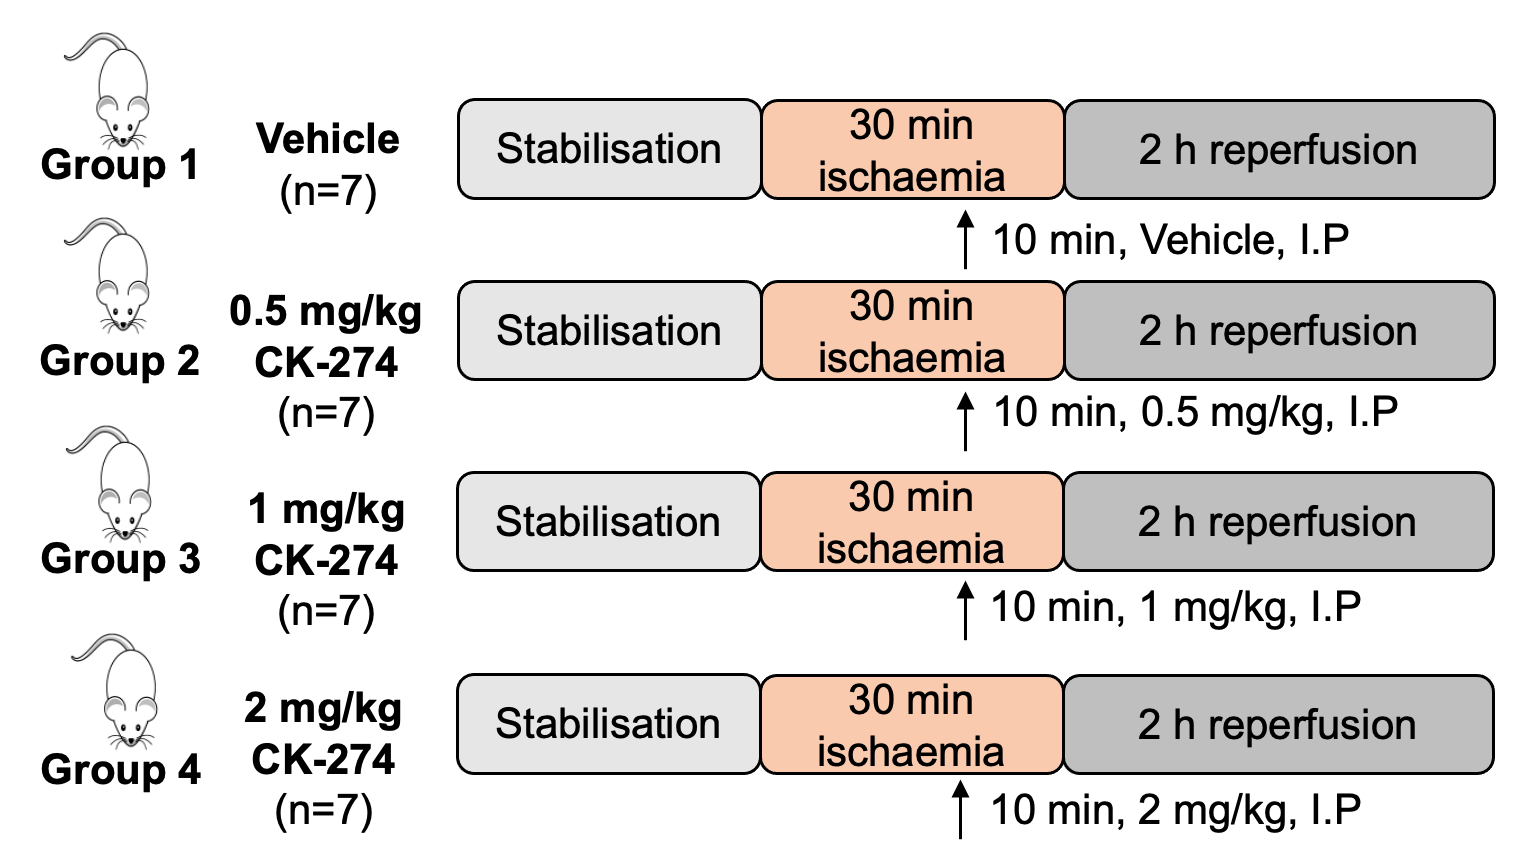 Group 1
Vehicle
(n=7)
Stabilisation
30 min
ischaemia
2 h reperfusion
10 min, Vehicle, I.P
Group 2
0.5 mg/kg
CK-274
(n=7)
Stabilisation
30 min
ischaemia
2 h reperfusion
10 min, 0.5 mg/kg, I.P
Group 3
1 mg/kg
CK-274
(n=7)
Stabilisation
30 min
ischaemia
2 h reperfusion
10 min, 1 mg/kg, I.P
Group 4
2 mg/kg
CK-274
(n=7)
Stabilisation
30 min
ischaemia
2 h reperfusion
10 min, 2 mg/kg, I.P